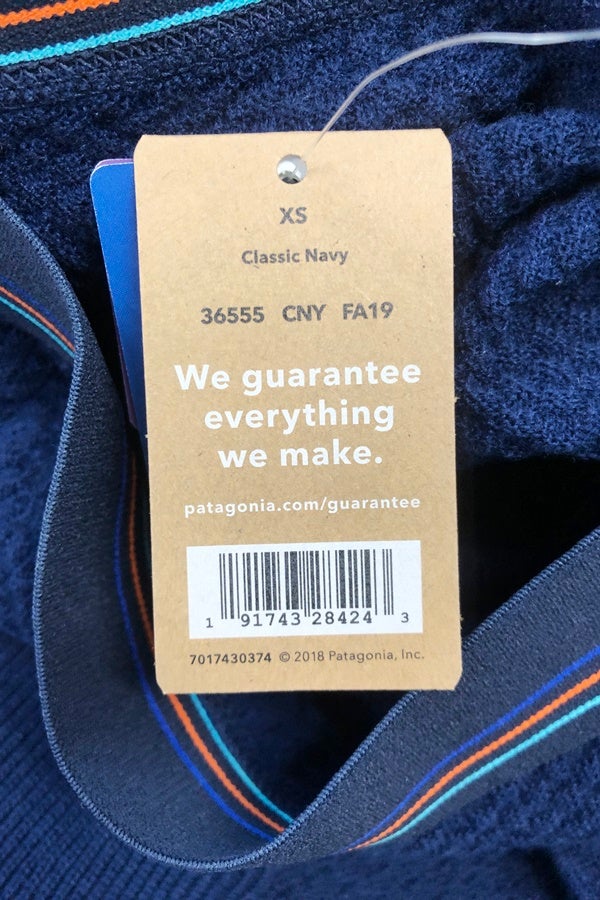 XS
Classic Navy
36555 CNY FA19
We guarantee
everything
we make.
patagonia.com/guarantee
1 91743 28424 3
7017430374 © 2018 Patagonia, Inc.